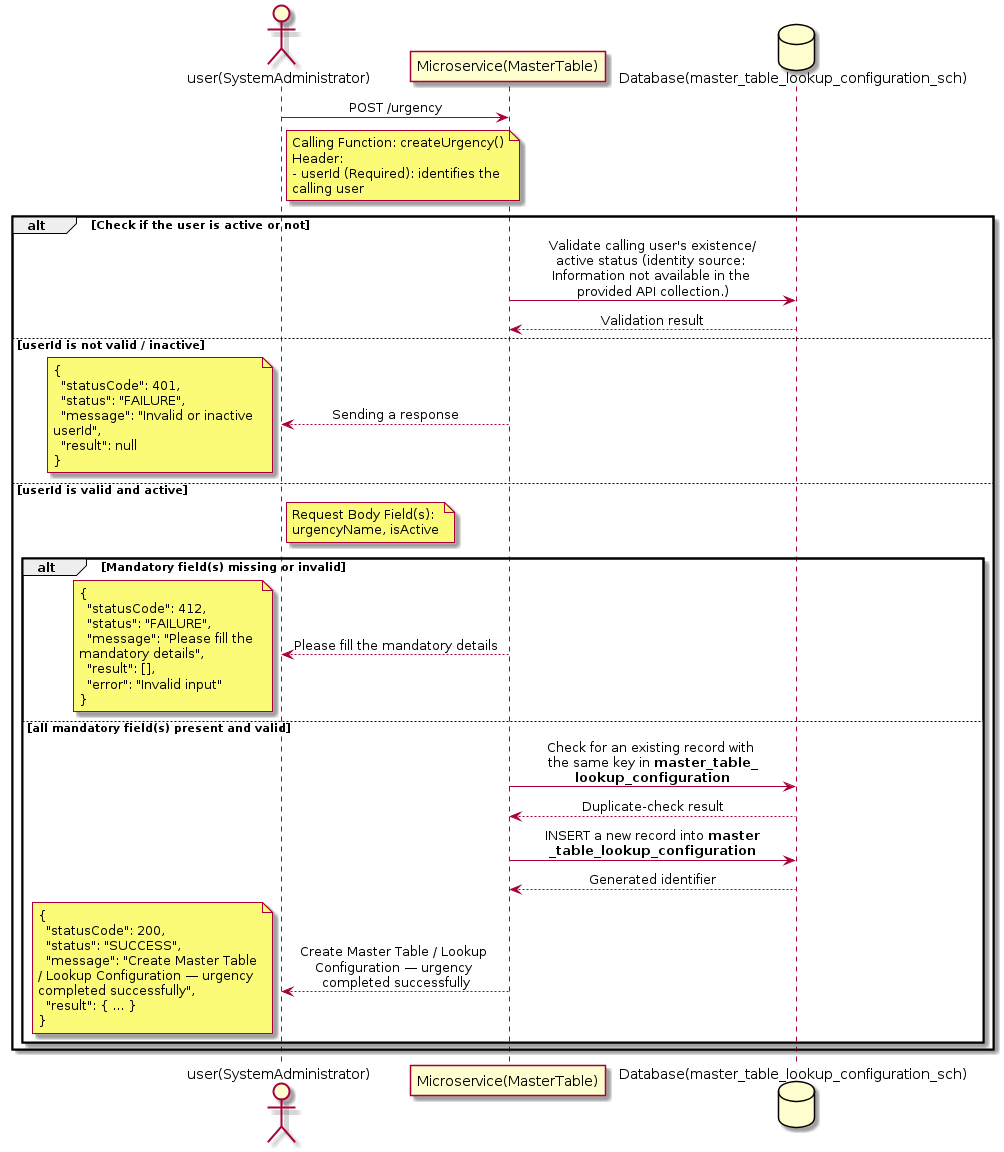 user(SystemAdministrator)
Microservice(MasterTable)
Database(master_table_lookup_configuration_sch)
POST /urgency
Calling Function: createUrgency()
Header:
- userId (Required): identifies the
calling user
alt
[Check if the user is active or not]
Validate calling user's existence/
active status (identity source:
Information not available in the
provided API collection.)
Validation result
[userId is not valid / inactive]
{
"statusCode": 401,
"status": "FAILURE",
"message": "Invalid or inactive
userId",
"result": null
}
Sending a response
[userId is valid and active]
Request Body Field(s):
urgencyName, isActive
alt
[Mandatory field(s) missing or invalid]
{
"statusCode": 412,
"status": "FAILURE",
"message": "Please fill the
mandatory details",
"result": [],
"error": "Invalid input"
}
Please fill the mandatory details
[all mandatory field(s) present and valid]
Check for an existing record with
the same key in master_table_
lookup_configuration
Duplicate-check result
INSERT a new record into master
_table_lookup_configuration
Generated identifier
{
"statusCode": 200,
"status": "SUCCESS",
"message": "Create Master Table
/ Lookup Configuration — urgency
completed successfully",
"result": { ... }
}
Create Master Table / Lookup
Configuration — urgency
completed successfully
user(SystemAdministrator)
Microservice(MasterTable)
Database(master_table_lookup_configuration_sch)